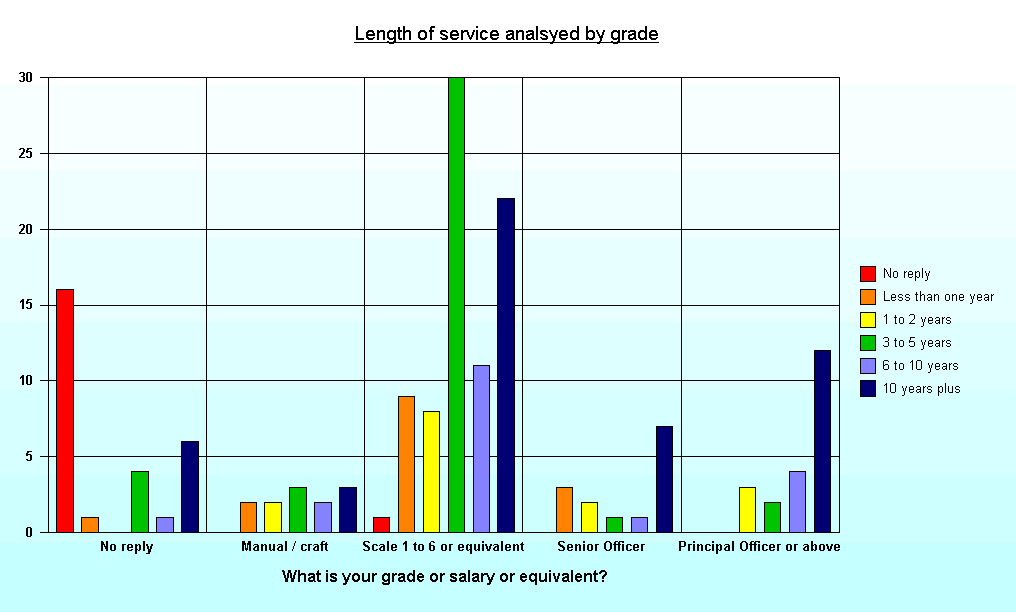 Length of service analsyed by grade
30
25
20
15
10
5
0
No reply
Less than one year
1 to 2 years
3 to 5 years
6 to 10 years
10 years plus
No reply Manual / craft Scale 1 to 6 or equivalent Senior Officer Principal Officer or above
What is your grade or salary or equivalent?